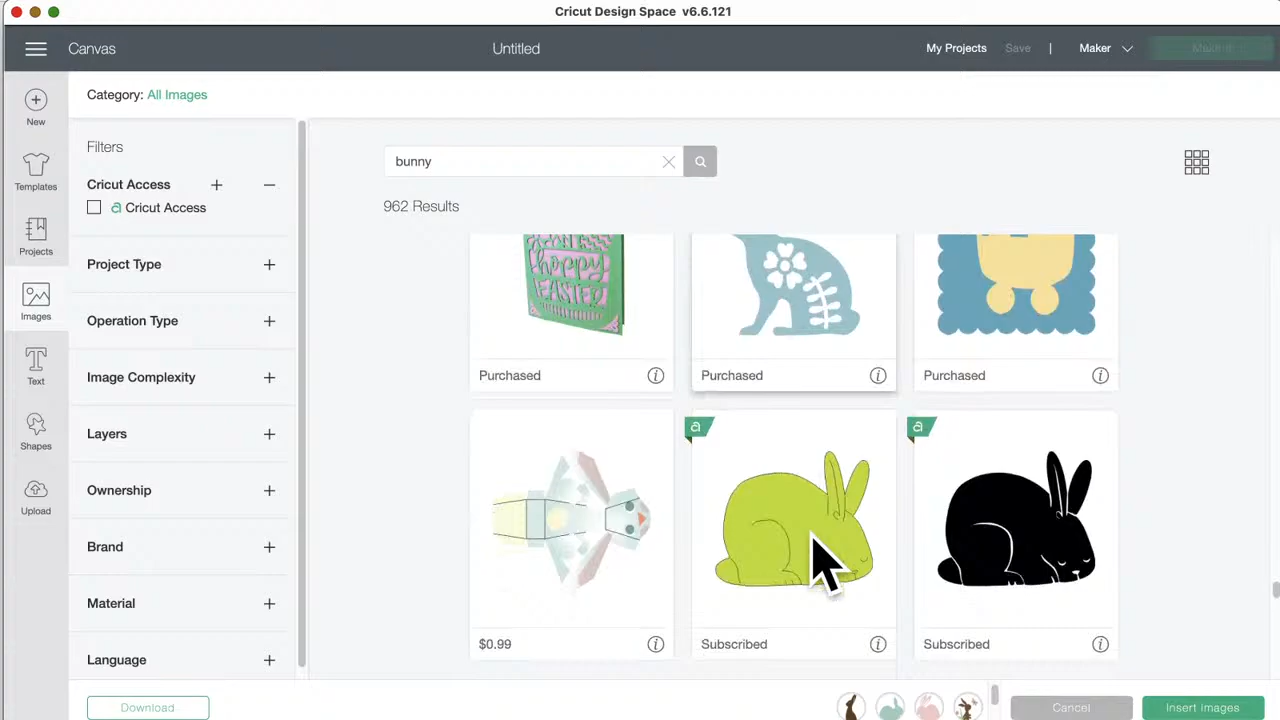 Cricut Design Space v6.6.121
Canvas
Untitled
My Projects Save | Maker
New
Templates
Projects
Images
Text
Shapes
Upload
Category: All Images
Filters
Cricut Access
a Cricut Access
Project Type
Operation Type
Image Complexity
Layers
Ownership
Brand
Material
Language
bunny
962 Results
hoppy
EASTER
Purchased
Purchased
Purchased
a
a
$0.99
Subscribed
Subscribed
Download
Cancel
Insert Images